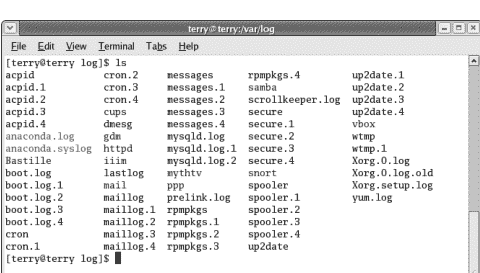 terry@terry:/var/log
File Edit View Terminal Tabs Help
[terry@terry log]$ ls
acpid cron.2 messages rpmpkgs.4 up2date.1
acpid.1 cron.3 messages.1 samba up2date.2
acpid.2 cron.4 messages.2 scrollkeeper.log up2date.3
acpid.3 cups messages.3 secure up2date.4
acpid.4 dmesg messages.4 secure.1 vbox
anaconda.log gdm mysqld.log secure.2 wtmp
anaconda.syslog httpd mysqld.log.1 secure.3 wtmp.1
Bastille iiim mysqld.log.2 secure.4 Xorg.0.log
boot.log lastlog mythtv snort Xorg.0.log.old
boot.log.1 mail ppp spooler Xorg.setup.log
boot.log.2 maillog prelink.log spooler.1 yum.log
boot.log.3 maillog.1 rpmpkgs spooler.2
boot.log.4 maillog.2 rpmpkgs.1 spooler.3
cron maillog.3 rpmpkgs.2 spooler.4
cron.1 maillog.4 rpmpkgs.3 up2date
[terry@terry log]$